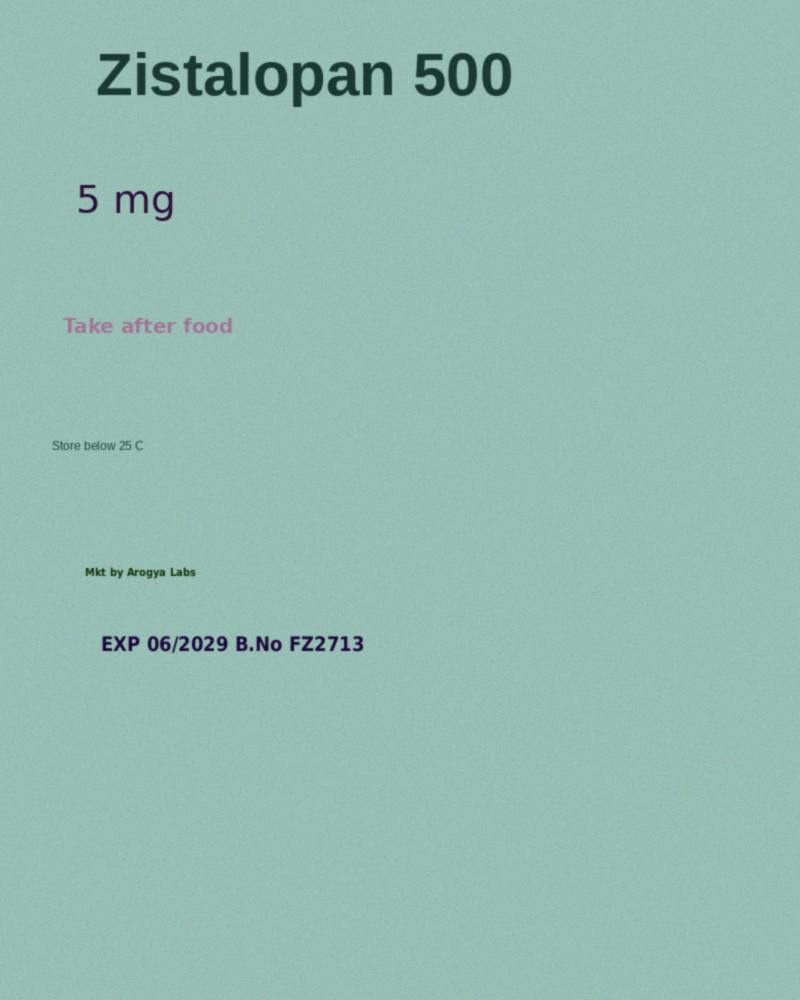 Zistalopan 500
5 mg
Take after food
Store below 25 C
Mkt by Arogya Labs
EXP 06/2029 B.No FZ2713